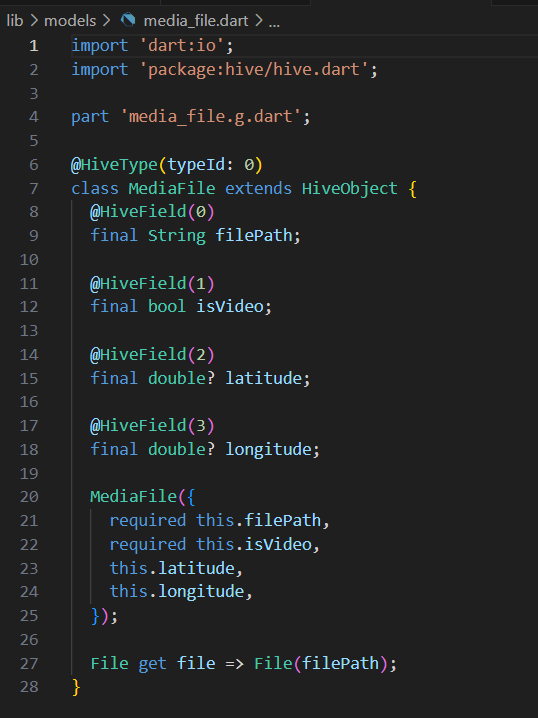 lib > models > media_file.dart > ...
1 import 'dart:io';
2 import 'package:hive/hive.dart';
3
4 part 'media_file.g.dart';
5
6 @HiveType(typeId: 0)
7 class MediaFile extends HiveObject {
8   @HiveField(0)
9   final String filePath;
10
11   @HiveField(1)
12   final bool isVideo;
13
14   @HiveField(2)
15   final double? latitude;
16
17   @HiveField(3)
18   final double? longitude;
19
20   MediaFile({
21     required this.filePath,
22     required this.isVideo,
23     this.latitude,
24     this.longitude,
25   });
26
27   File get file => File(filePath);
28 }